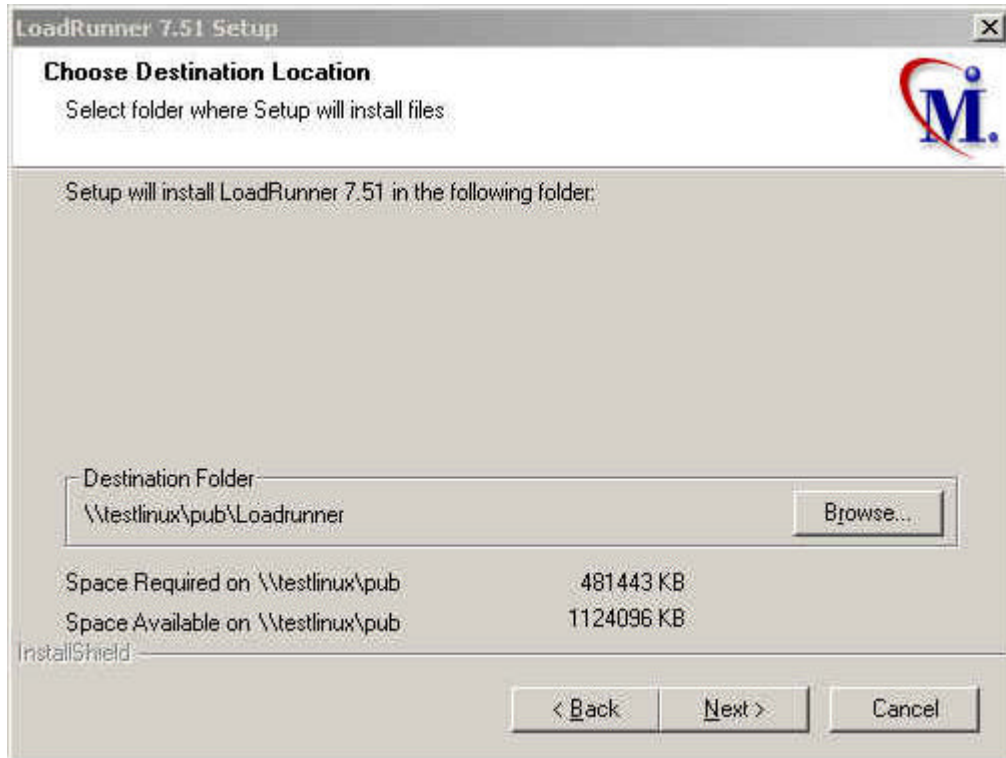 LoadRunner 7.51 Setup
Choose Destination Location
Select folder where Setup will install files
M.
Setup will install LoadRunner 7.51 in the following folder:
Destination Folder
\\testlinux\pub\Loadrunner
Browse...
Space Required on \\testlinux\pub 481443 KB
Space Available on \\testlinux\pub 1124096 KB
InstallShield
< Back Next > Cancel